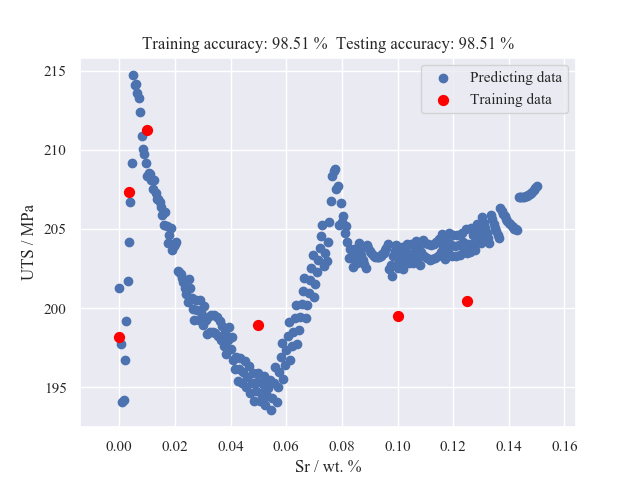 Training accuracy: 98.51 %  Testing accuracy: 98.51 %
Predicting data
Training data
215
210
205
200
195
UTS / MPa
0.00 0.02 0.04 0.06 0.08 0.10 0.12 0.14 0.16
Sr / wt. %